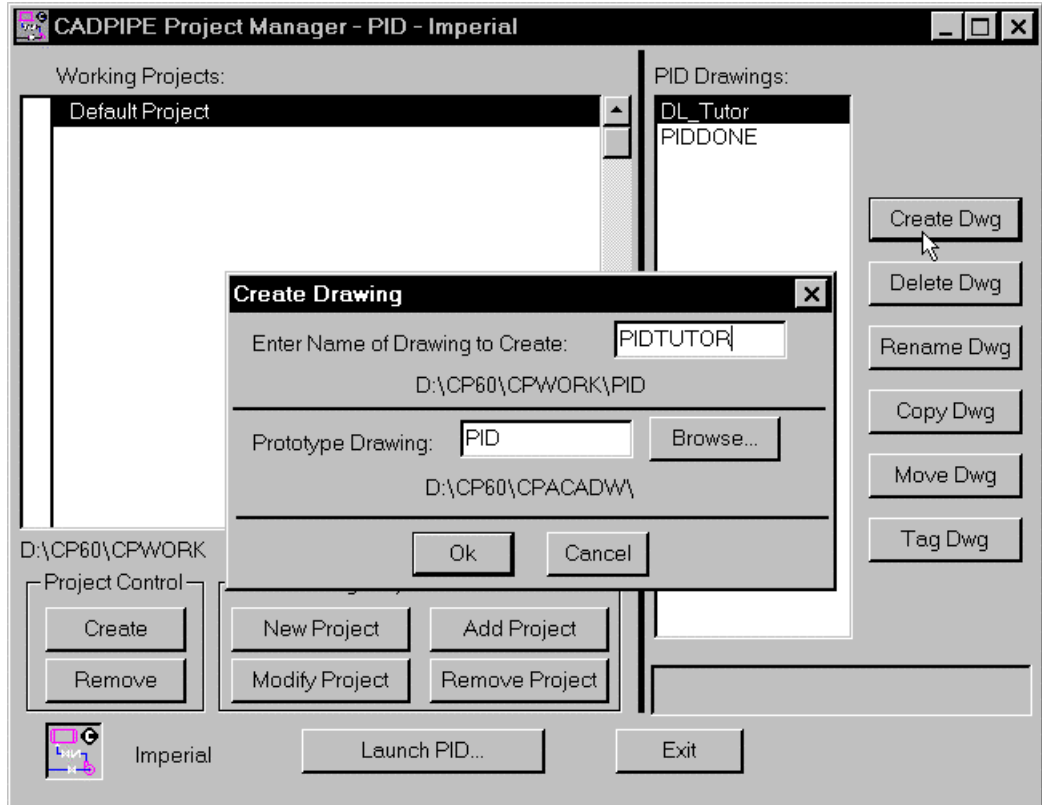 CADPIPE Project Manager - PID - Imperial
Working Projects:
Default Project
PID Drawings:
DL_Tutor
PIDDONE
Create Dwg
Delete Dwg
Rename Dwg
Copy Dwg
Move Dwg
Tag Dwg
Create Drawing
Enter Name of Drawing to Create: PIDTUTOR
D:\CP60\CPWORK\PID
Prototype Drawing: PID Browse...
D:\CP60\CPACADW\
Ok Cancel
D:\CP60\CPWORK
Project Control
Create
Remove
New Project Add Project
Modify Project Remove Project
Imperial
Launch PID...
Exit